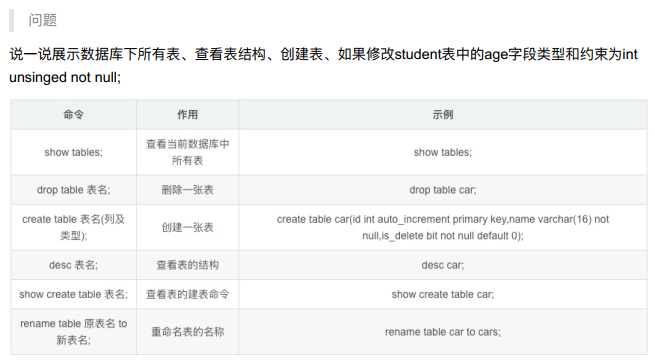 问题
说一说展示数据库下所有表、查看表结构、创建表、如果修改student表中的age字段类型和约束为int
unsinged not null;
命令 作用 示例
show tables; 查看当前数据库中
所有表 show tables;
drop table 表名; 删除一张表 drop table car;
create table 表名(列及
类型); 创建一张表 create table car(id int auto_increment primary key,name varchar(16) not
null,is_delete bit not null default 0);
desc 表名; 查看表的结构 desc car;
show create table 表名; 查看表的建表命令 show create table car;
rename table 原表名 to
新表名; 重命名表的名称 rename table car to cars;